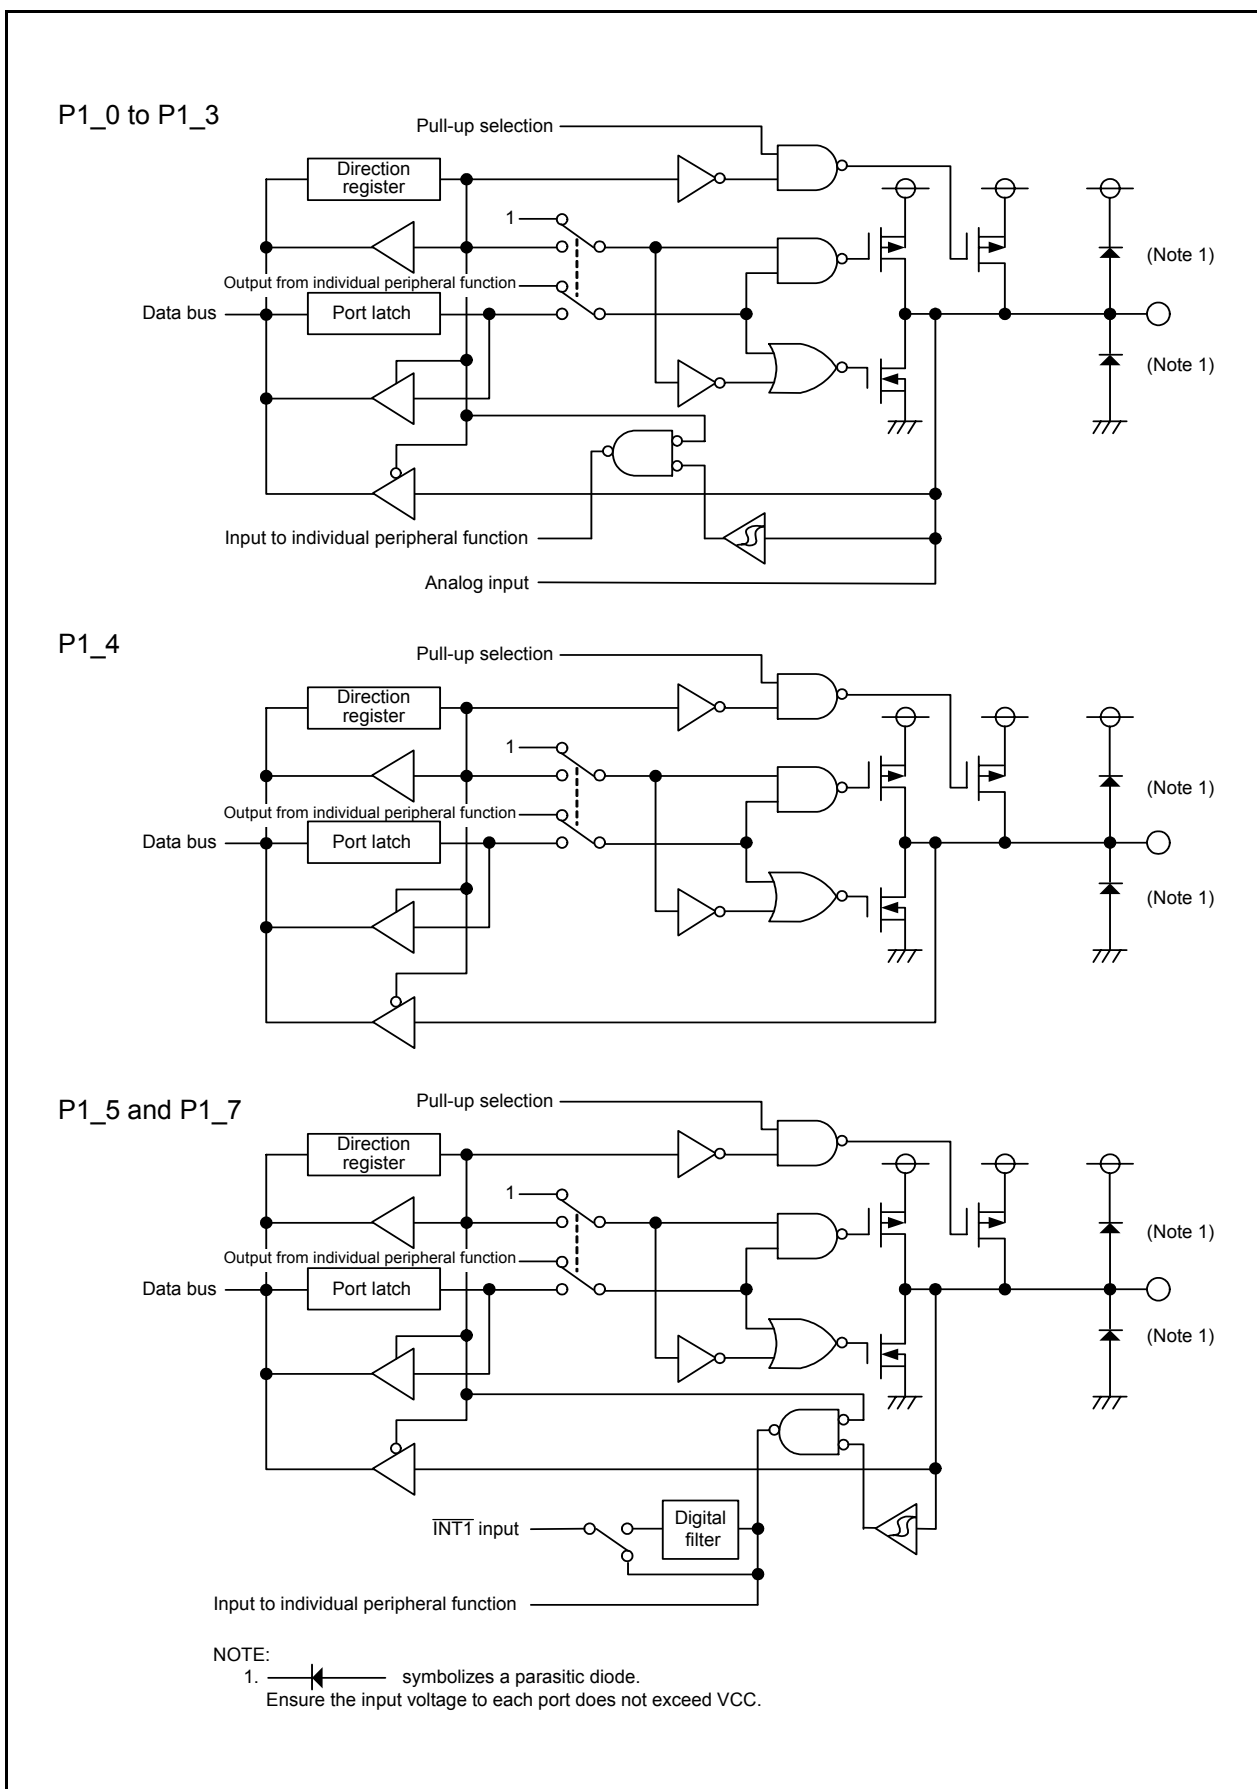 P1_0 to P1_3
Pull-up selection
Direction
register
1
(Note 1)
Output from individual peripheral function
Data bus
Port latch
(Note 1)
Input to individual peripheral function
Analog input
P1_4
Pull-up selection
Direction
register
1
(Note 1)
Output from individual peripheral function
Data bus
Port latch
(Note 1)
P1_5 and P1_7
Pull-up selection
Direction
register
1
(Note 1)
Output from individual peripheral function
Data bus
Port latch
(Note 1)
INT1 input
Digital
filter
Input to individual peripheral function
NOTE:
1. symbolizes a parasitic diode.
Ensure the input voltage to each port does not exceed VCC.